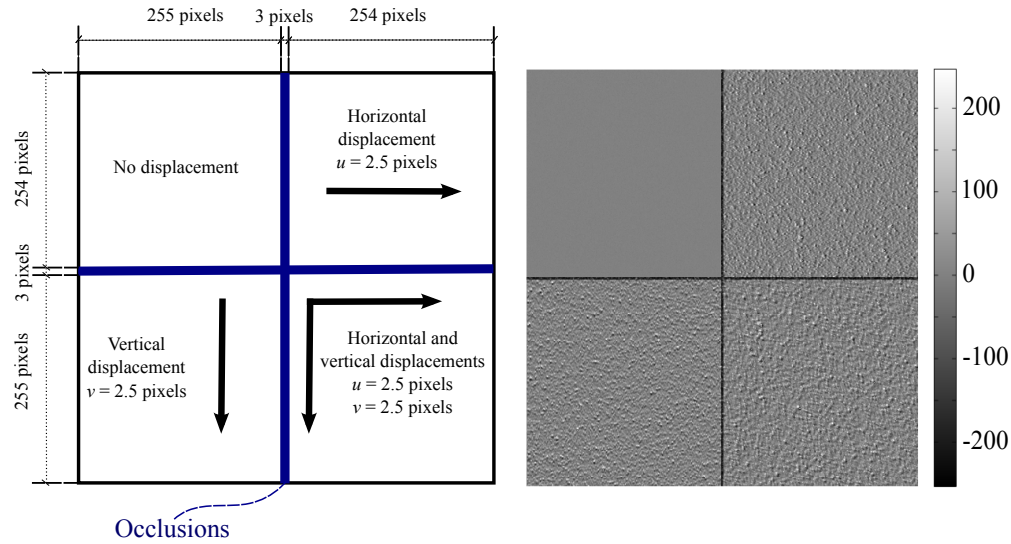 255 pixels
3 pixels
254 pixels
254 pixels
3 pixels
255 pixels
No displacement
Horizontal
displacement
u = 2.5 pixels
Vertical
displacement
v = 2.5 pixels
Horizontal and
vertical displacements
u = 2.5 pixels
v = 2.5 pixels
Occlusions
200
100
0
-100
-200